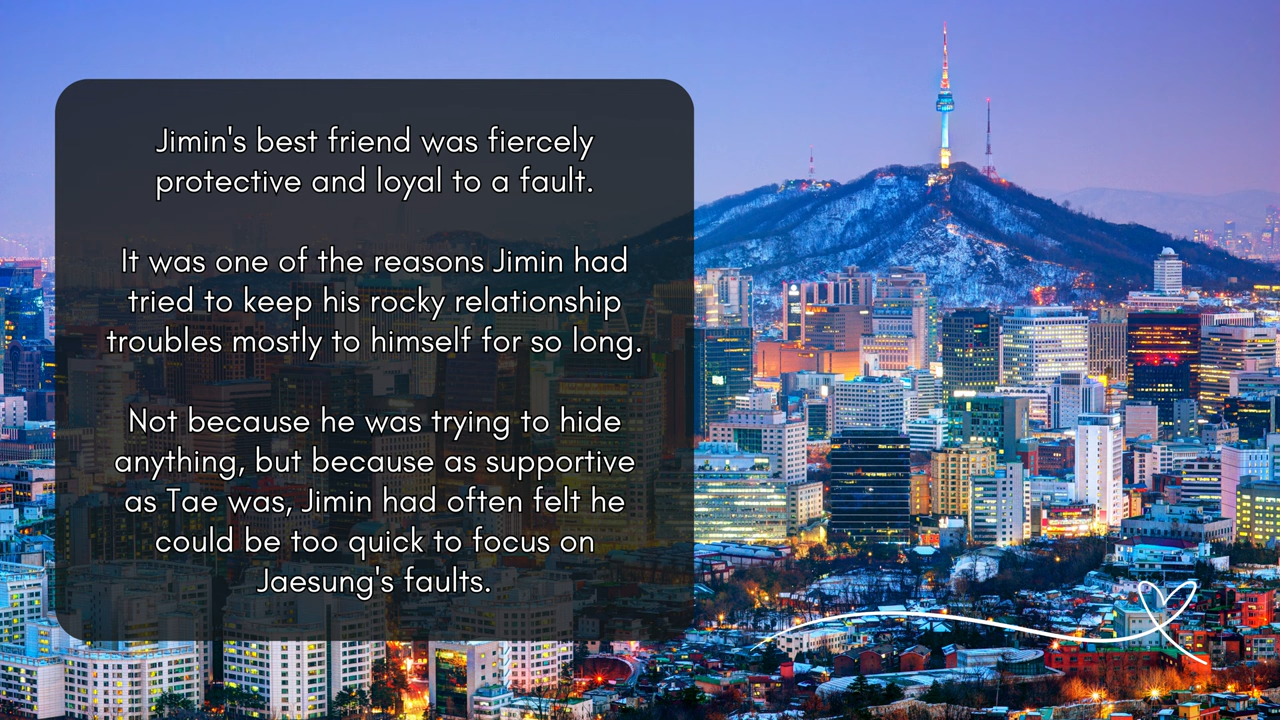 Jimin's best friend was fiercely
protective and loyal to a fault.
It was one of the reasons Jimin had
tried to keep his rocky relationship
troubles mostly to himself for so long.
Not because he was trying to hide
anything, but because as supportive
as Tae was, Jimin had often felt he
could be too quick to focus on
Jaesung's faults.